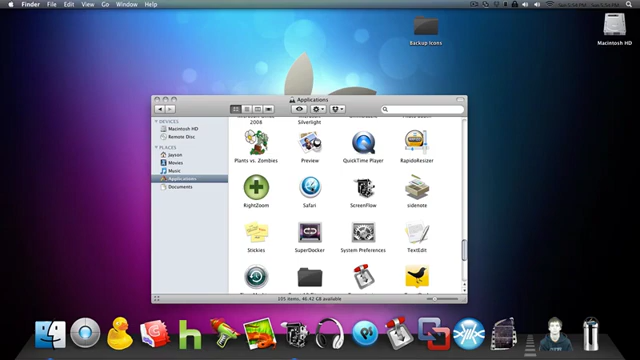 Finder File Edit View Go Window Help
Backup Icons
Macintosh HD
Applications
2008
Silverlight
DEVICES
Macintosh HD
Remote Disc
PLACES
Jayson
Movies
Music
Applications
Documents
Plants vs. Zombies Preview QuickTime Player RapidoResizer
RightZoom Safari ScreenFlow sidenote
Stickies SuperDocker System Preferences TextEdit
105 items, 46.42 GB available